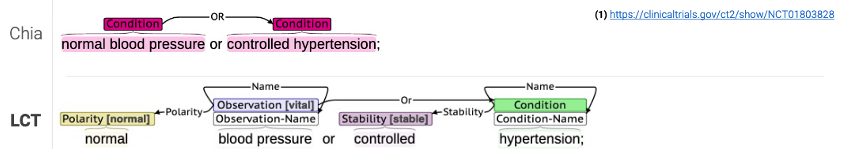 (1) https://clinicaltrials.gov/ct2/show/NCT01803828
OR
Condition Condition
Chia
normal blood pressure or controlled hypertension;
Name Name
Observation [vital] Or Condition
Polarity [normal] Polarity Observation-Name Stability [stable] Stability Condition-Name
LCT
normal blood pressure or controlled hypertension;